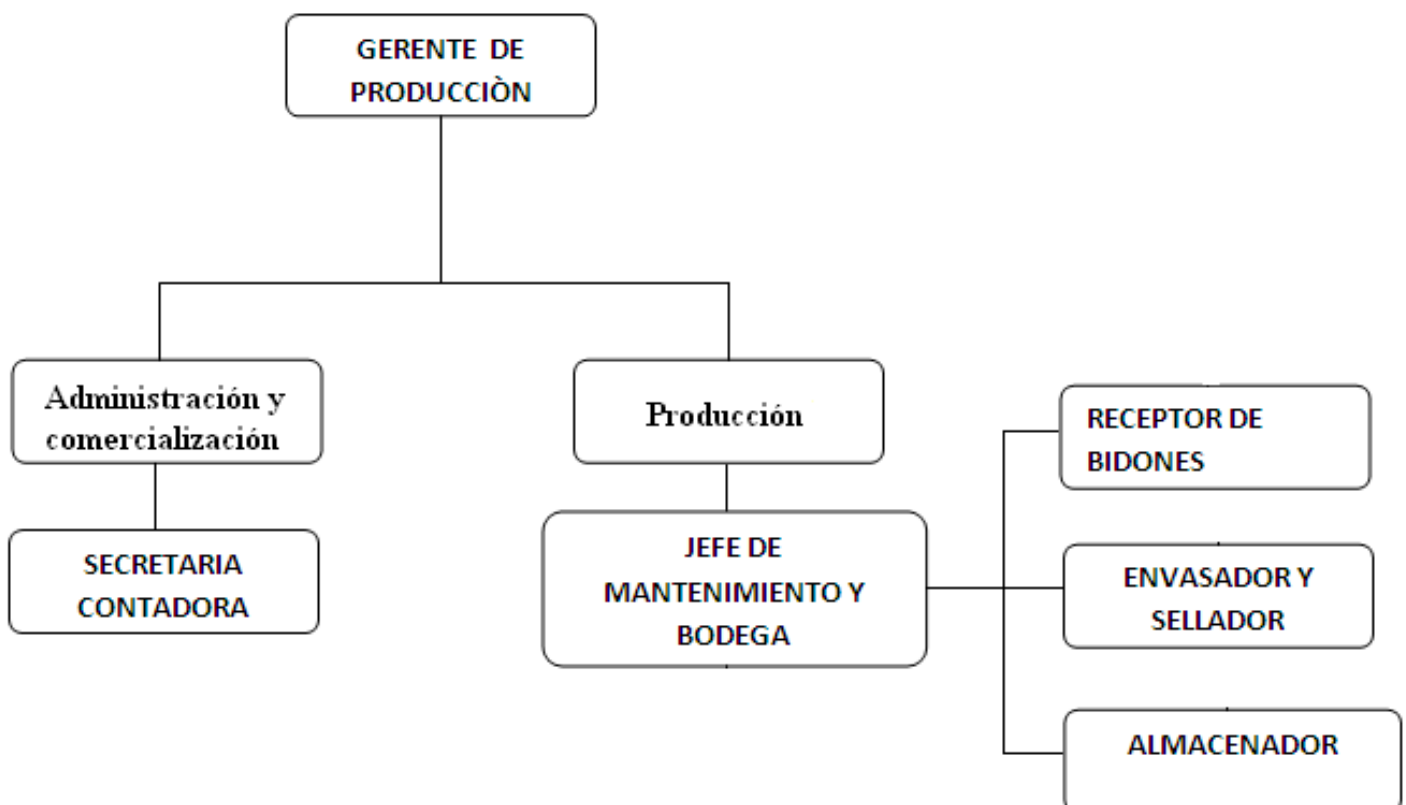 GERENTE DE
PRODUCCIÒN
Administración y
comercialización
Producción
SECRETARIA
CONTADORA
JEFE DE
MANTENIMIENTO Y
BODEGA
RECEPTOR DE
BIDONES
ENVASADOR Y
SELLADOR
ALMACENADOR